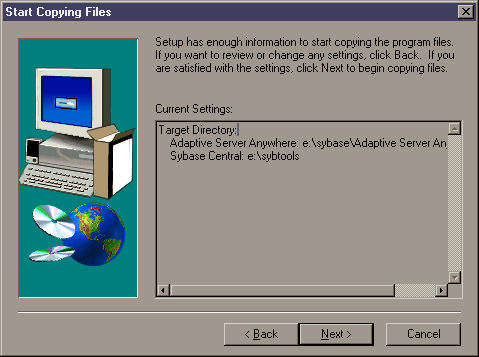 Start Copying Files
Setup has enough information to start copying the program files.
If you want to review or change any settings, click Back. If you
are satisfied with the settings, click Next to begin copying files.
Current Settings:
Target Directory:
Adaptive Server Anywhere: e:\sybase\Adaptive Server An
Sybase Central: e:\sybtools
< Back
Next >
Cancel